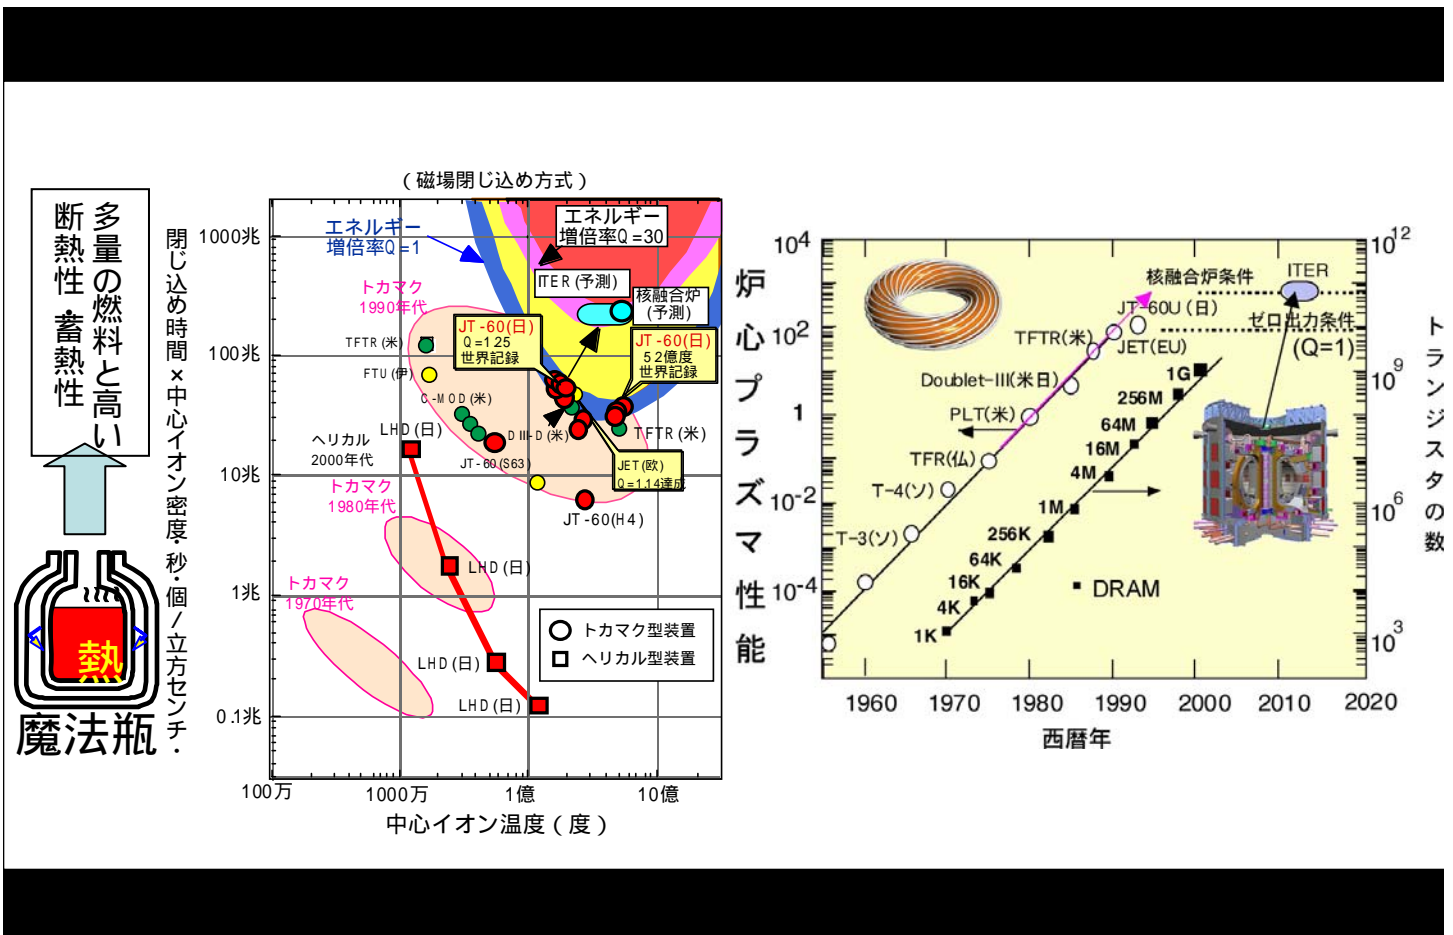 多量の燃料と高い
断熱性・蓄熱性
熱
魔法瓶
(磁場閉じ込め方式)
閉じ込め時間×中心イオン密度・秒・個/立方センチ・
1000兆
100兆
10兆
1兆
0.1兆
100万
1000万
1億
10億
中心イオン温度(度)
エネルギー
増倍率Q=1
エネルギー
増倍率Q=30
ITER(予測)
核融合炉
(予測)
トカマク
1990年代
JT-60(日)
Q=1.25
世界記録
JT-60(日)
5.2億度
世界記録
TFTR(米)
FTU(伊)
C-MOD(米)
LHD(日)
DIII-D(米)
TFTR(米)
ヘリカル
2000年代
JT-60(S63)
JET(欧)
Q=1.14達成
トカマク
1980年代
JT-60(H4)
LHD(日)
トカマク
1970年代
トカマク型装置
ヘリカル型装置
LHD(日)
LHD(日)
炉心プラズマ性能
10⁴
10²
1
10⁻²
10⁻⁴
10¹²
10⁹
10⁶
10³
トランジスタの数
1960
1970
1980
1990
2000
2010
2020
西暦年
核融合炉条件
ITER
JT-60U(日)
ゼロ出力条件
(Q=1)
TFTR(米)
JET(EU)
Doublet-III(米日)
PLT(米)
TFR(仏)
T-4(ソ)
T-3(ソ)
1G
256M
64M
16M
4M
1M
256K
64K
16K
4K
1K
DRAM